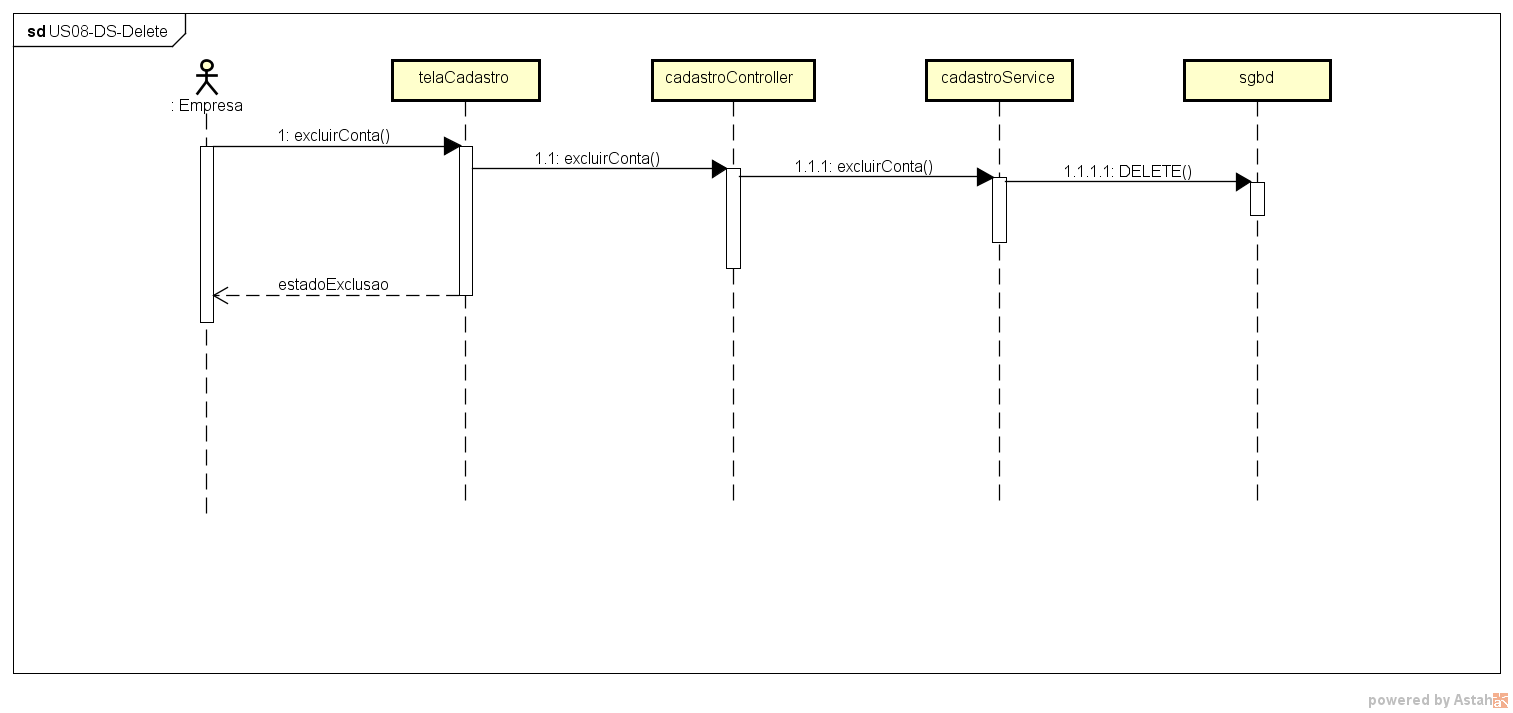 sd US08-DS-Delete
telaCadastro
cadastroController
cadastroService
sgbd
: Empresa
1: excluirConta()
1.1: excluirConta()
1.1.1: excluirConta()
1.1.1.1: DELETE()
estadoExclusao
powered by Astah